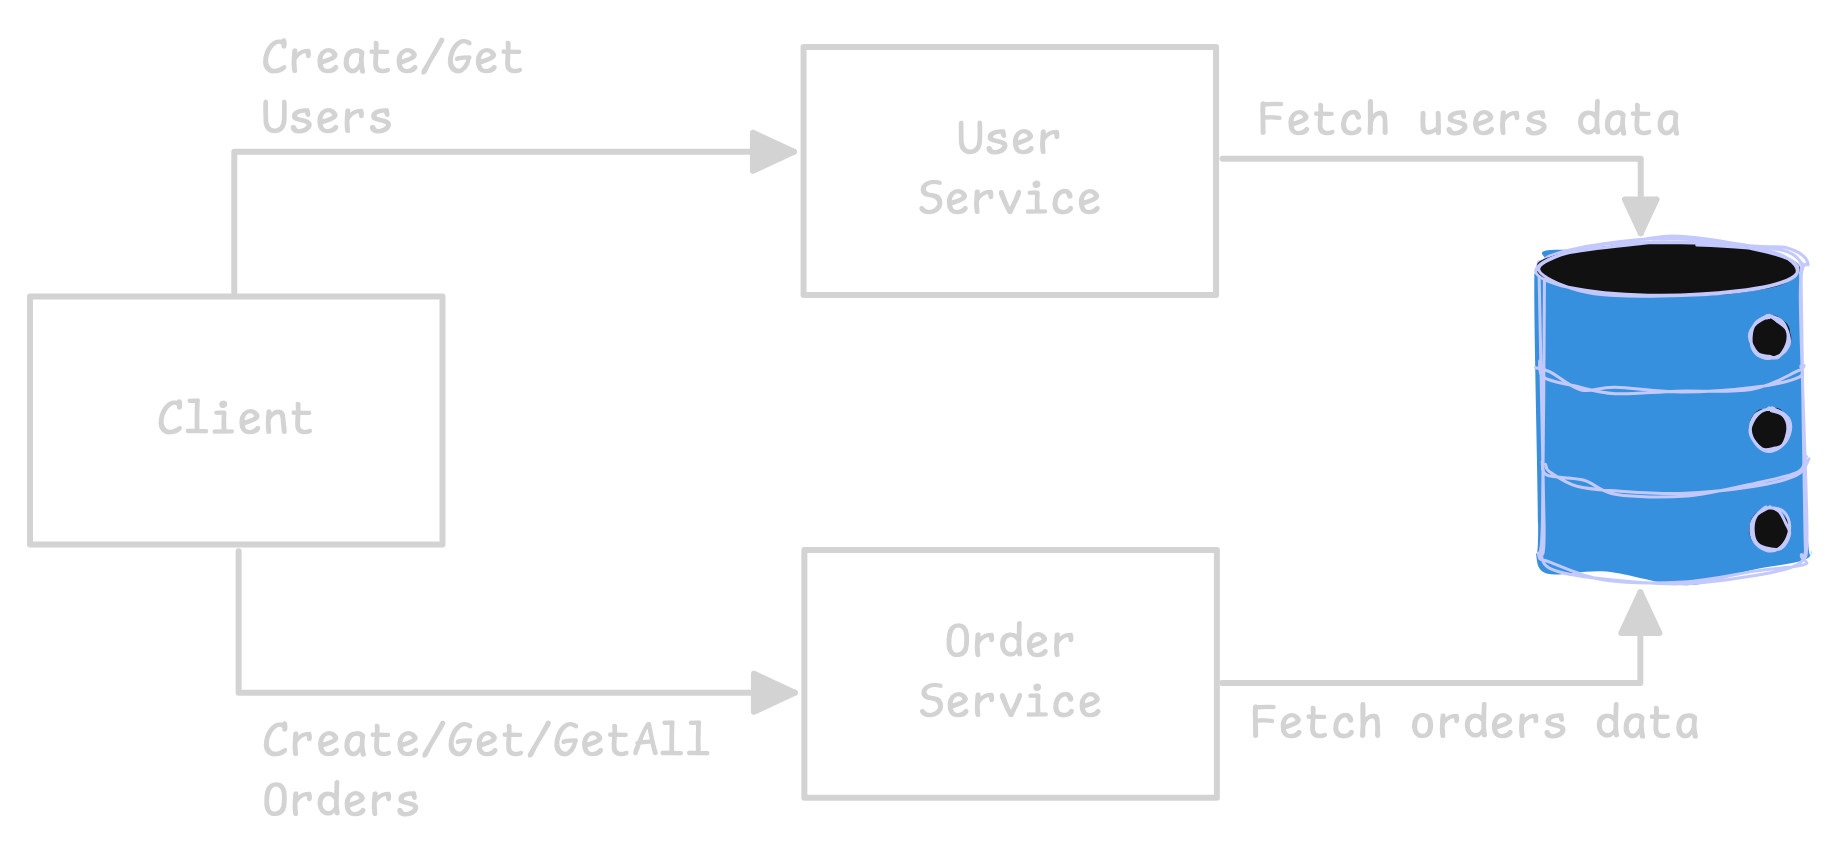 Create/Get
Users
User
Service
Fetch users data
Client
Order
Service
Create/Get/GetAll
Orders
Fetch orders data